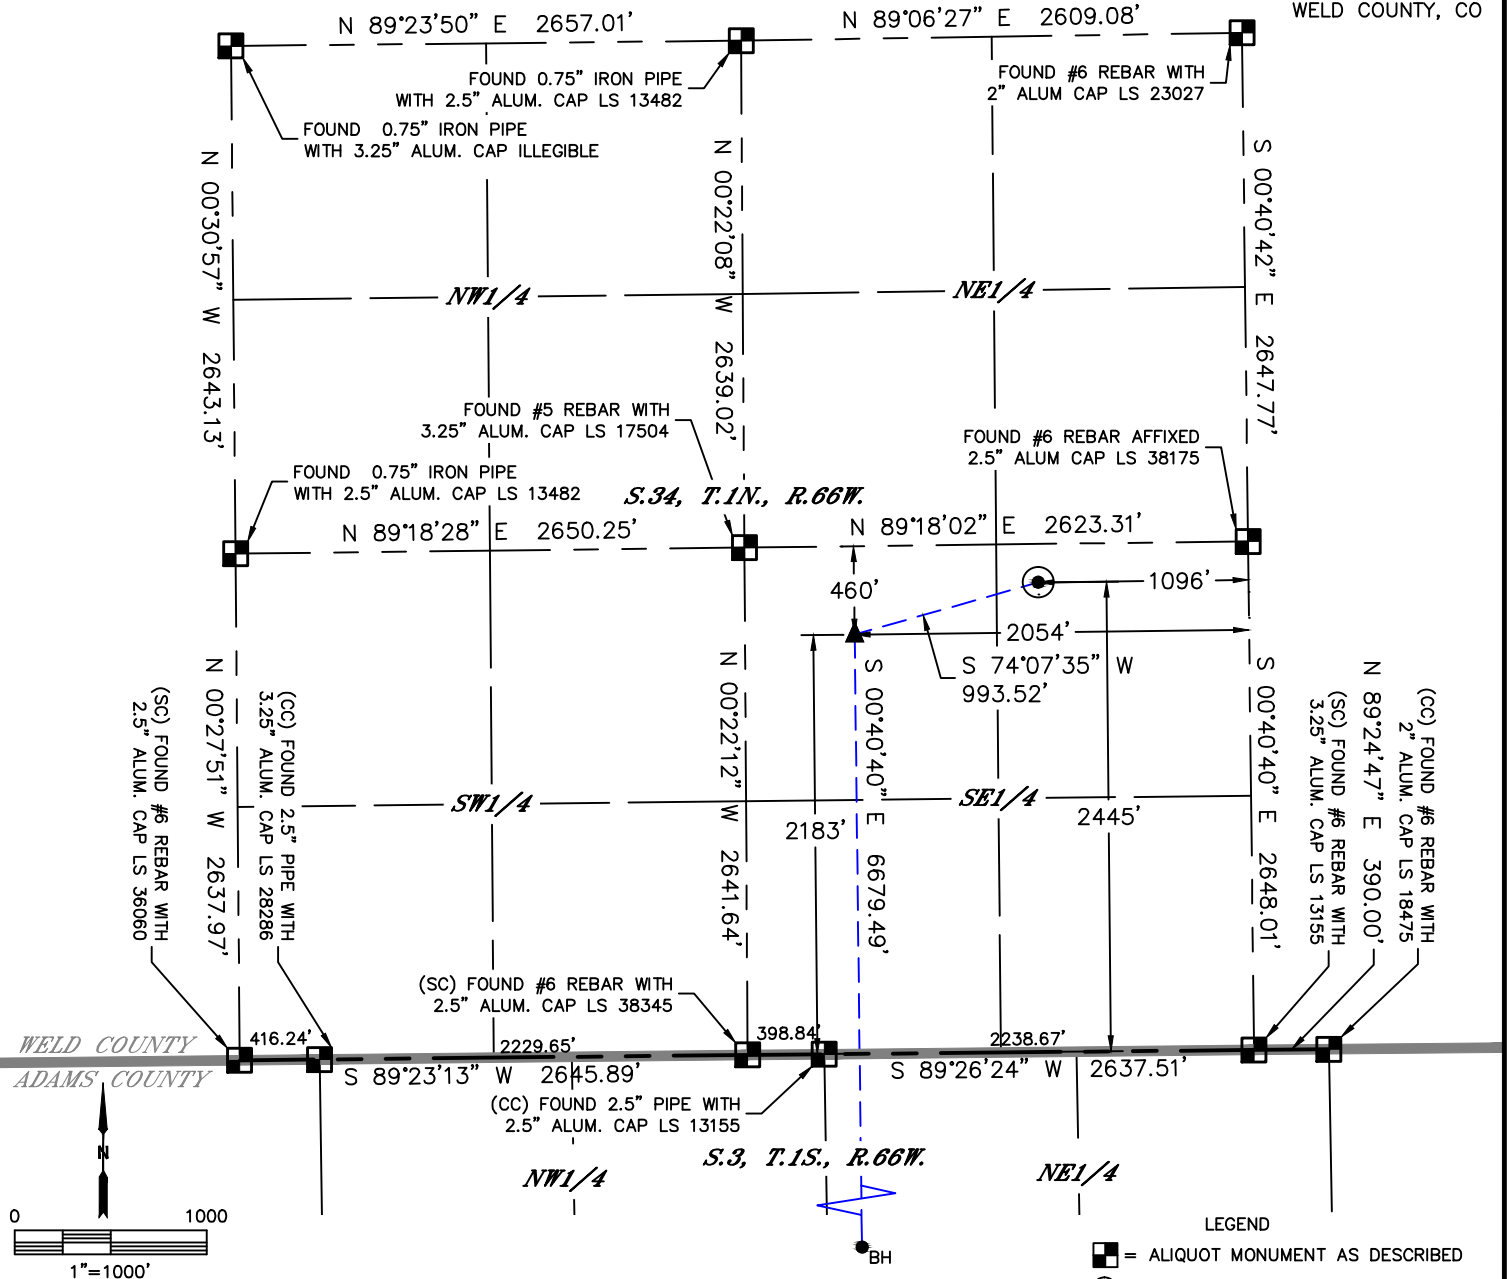 WELD COUNTY, CO
N 89°23'50" E 2657.01'
N 89°06'27" E 2609.08'
FOUND 0.75" IRON PIPE
WITH 2.5" ALUM. CAP LS 13482
FOUND #6 REBAR WITH
2" ALUM CAP LS 23027
FOUND 0.75" IRON PIPE
WITH 3.25" ALUM. CAP ILLEGIBLE
N 00°30'57" W 2643.13'
N 00°22'08" W 2639.02'
S 00°40'42" E 2647.77'
NW1/4
NE1/4
FOUND #5 REBAR WITH
3.25" ALUM. CAP LS 17504
FOUND #6 REBAR AFFIXED
2.5" ALUM CAP LS 38175
FOUND 0.75" IRON PIPE
WITH 2.5" ALUM. CAP LS 13482
S.34, T.1N., R.66W.
N 89°18'28" E 2650.25'
N 89°18'02" E 2623.31'
460'
1096'
2054'
S 74°07'35" W
993.52'
N 00°27'51" W 2637.97'
N 00°22'12" W 2641.64'
S 00°40'40" E 6679.49'
S 00°40'40" E 2648.01'
(SC) FOUND #6 REBAR WITH
2.5" ALUM. CAP LS 36060
(CC) FOUND 2.5" PIPE WITH
3.25" ALUM. CAP LS 28286
(SC) FOUND #6 REBAR WITH
3.25" ALUM. CAP LS 13155
N 89°24'47" E 390.00'
(CC) FOUND #6 REBAR WITH
2" ALUM. CAP LS 18475
SW1/4
SE1/4
2183'
2445'
(SC) FOUND #6 REBAR WITH
2.5" ALUM. CAP LS 38345
WELD COUNTY
ADAMS COUNTY
416.24'
2229.65'
398.84'
2238.67'
S 89°23'13" W 2645.89'
S 89°26'24" W 2637.51'
(CC) FOUND 2.5" PIPE WITH
2.5" ALUM. CAP LS 13155
S.3, T.1S., R.66W.
NW1/4
NE1/4
N
0 1000
1"=1000'
BH
LEGEND
= ALIQUOT MONUMENT AS DESCRIBED